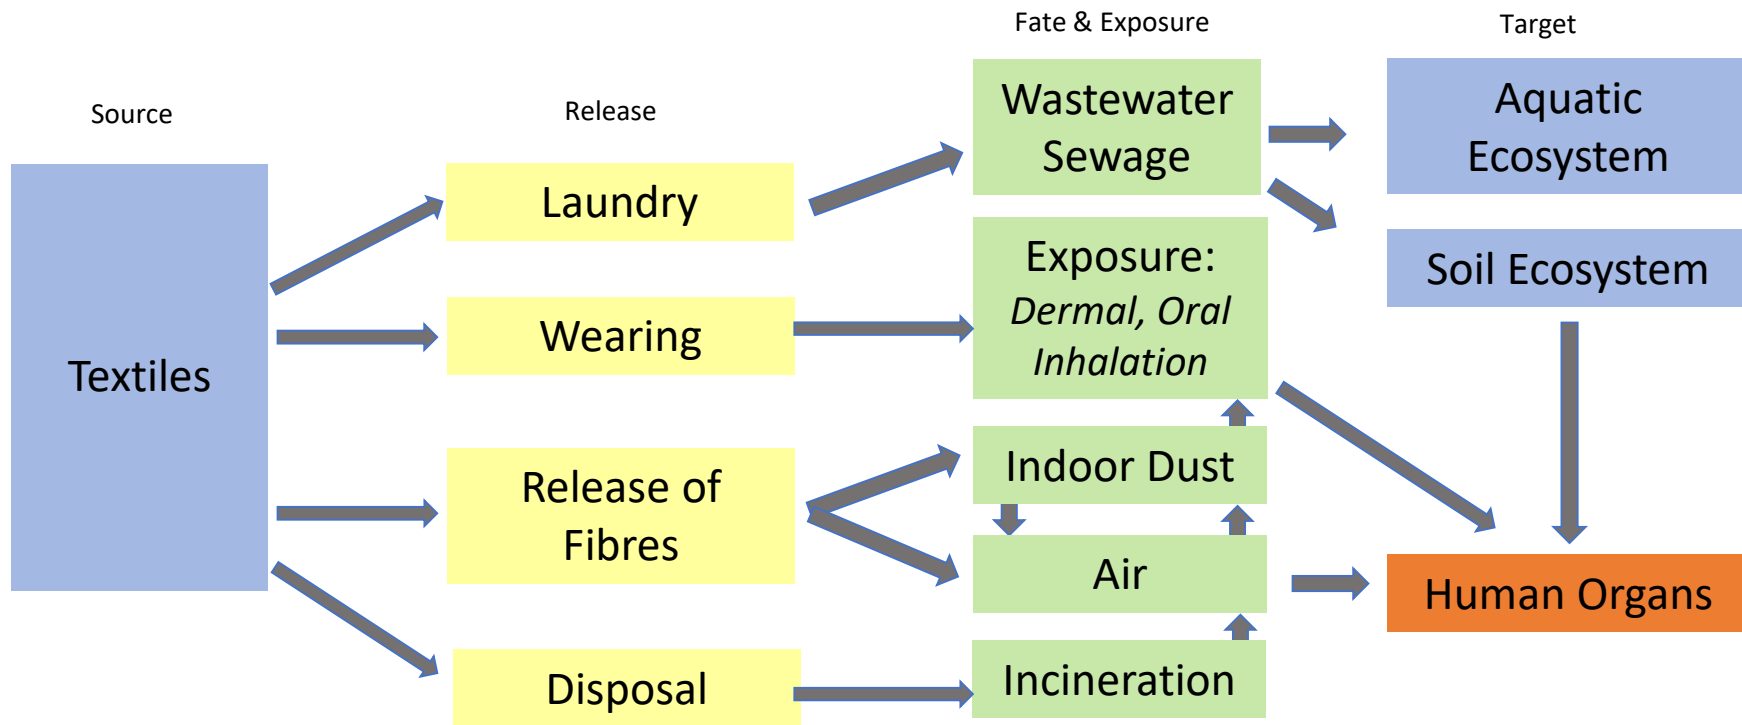 Fate & Exposure
Target
Source
Release
Textiles
Laundry
Wearing
Release of
Fibres
Disposal
Wastewater
Sewage
Exposure:
Dermal, Oral
Inhalation
Indoor Dust
Air
Incineration
Aquatic
Ecosystem
Soil Ecosystem
Human Organs